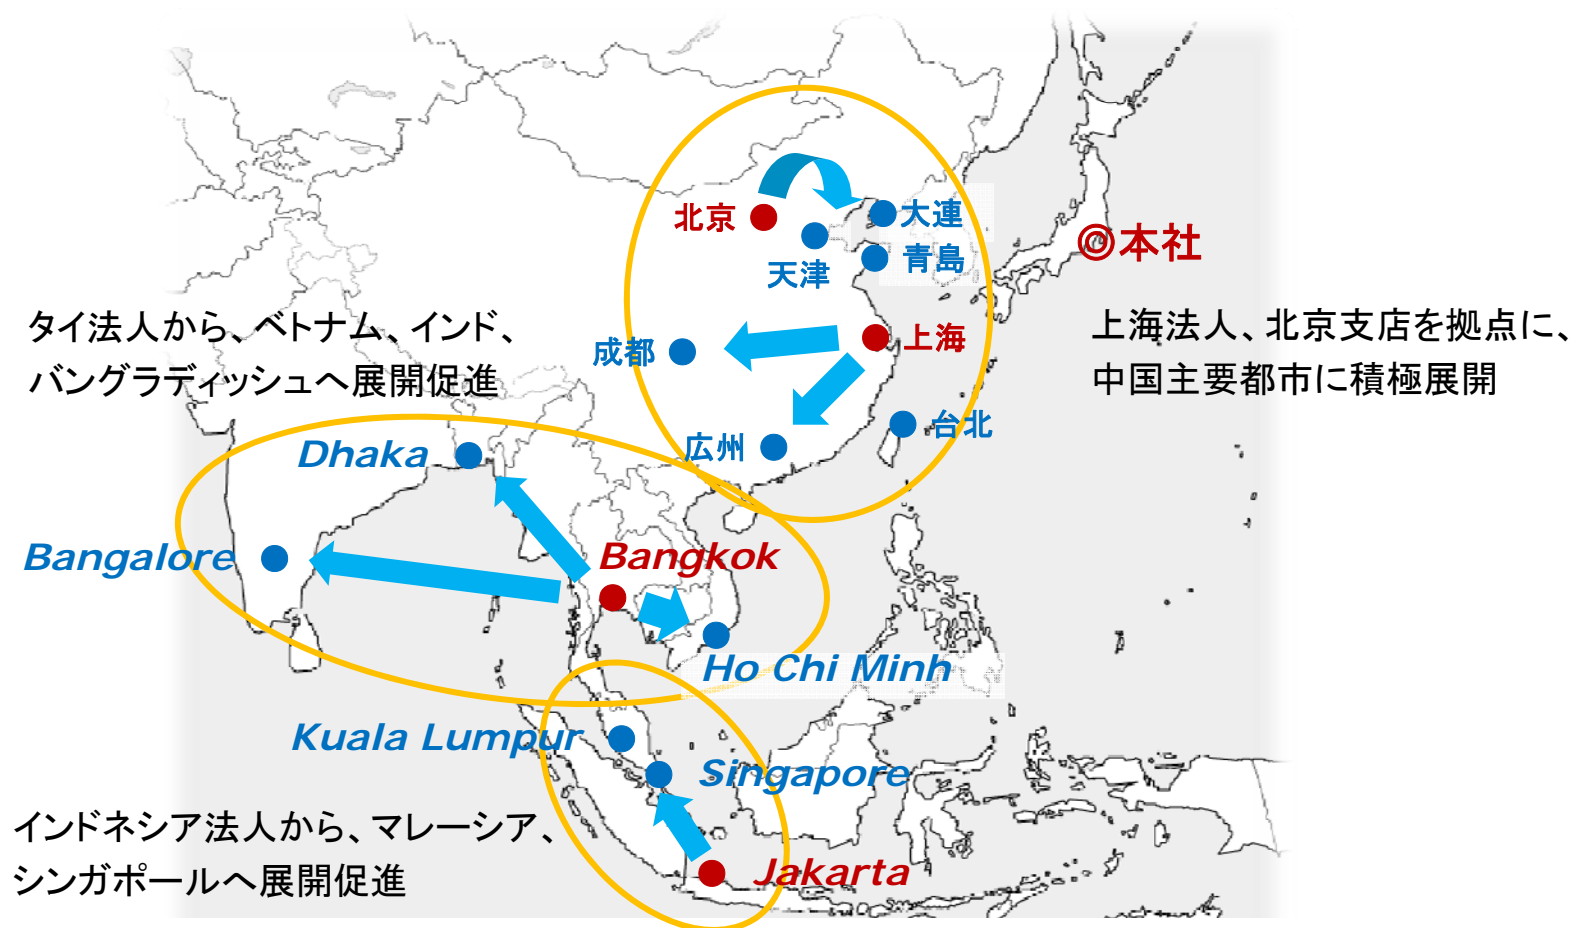 北京
大連
◎本社
天津
青島
タイ法人から、ベトナム、インド、
バングラディッシュへ展開促進
成都
上海
上海法人、北京支店を拠点に、
中国主要都市に積極展開
広州
台北
Dhaka
Bangalore
Bangkok
Ho Chi Minh
Kuala Lumpur
Singapore
インドネシア法人から、マレーシア、
シンガポールへ展開促進
Jakarta